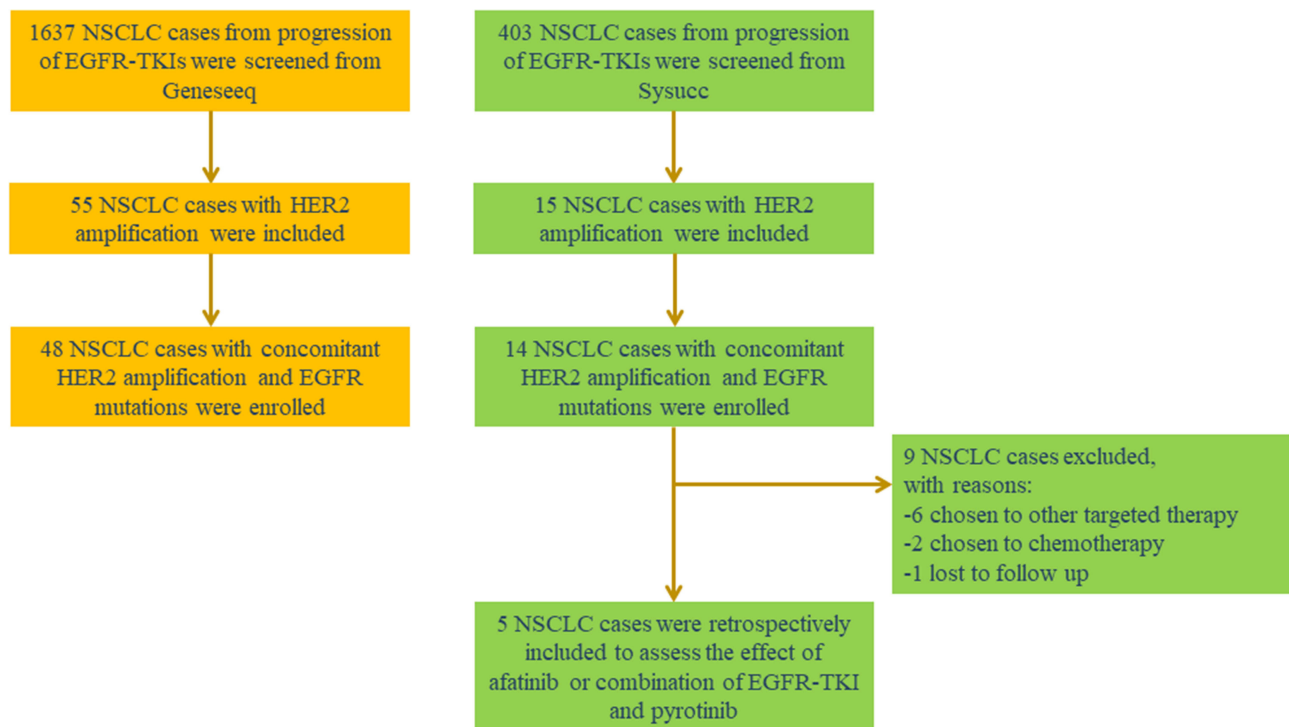 1637 NSCLC cases from progression
of EGFR-TKIs were screened from
Geneseeq
55 NSCLC cases with HER2
amplification were included
48 NSCLC cases with concomitant
HER2 amplification and EGFR
mutations were enrolled
403 NSCLC cases from progression
of EGFR-TKIs were screened from
Sysucc
15 NSCLC cases with HER2
amplification were included
14 NSCLC cases with concomitant
HER2 amplification and EGFR
mutations were enrolled
9 NSCLC cases excluded,
with reasons:
-6 chosen to other targeted therapy
-2 chosen to chemotherapy
-1 lost to follow up
5 NSCLC cases were retrospectively
included to assess the effect of
afatinib or combination of EGFR-TKI
and pyrotinib